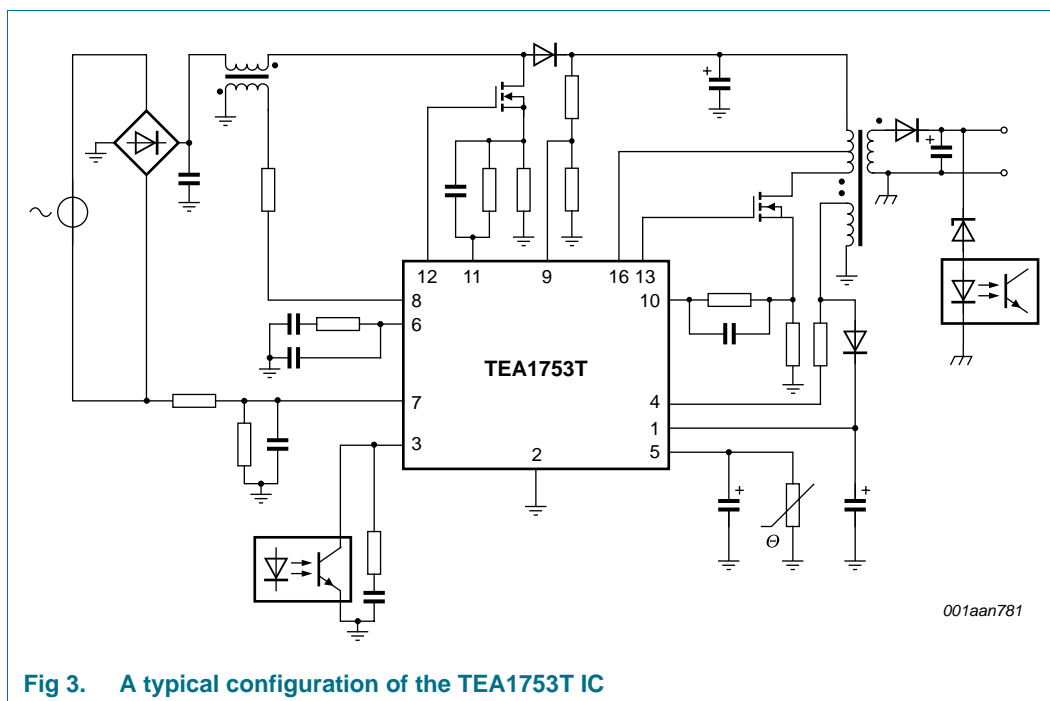 12 11 9 16 13
8 10
6
TEA1753T
7 4
1
3 2 5
+
+
+
+
~
Θ
001aan781
Fig 3. A typical configuration of the TEA1753T IC